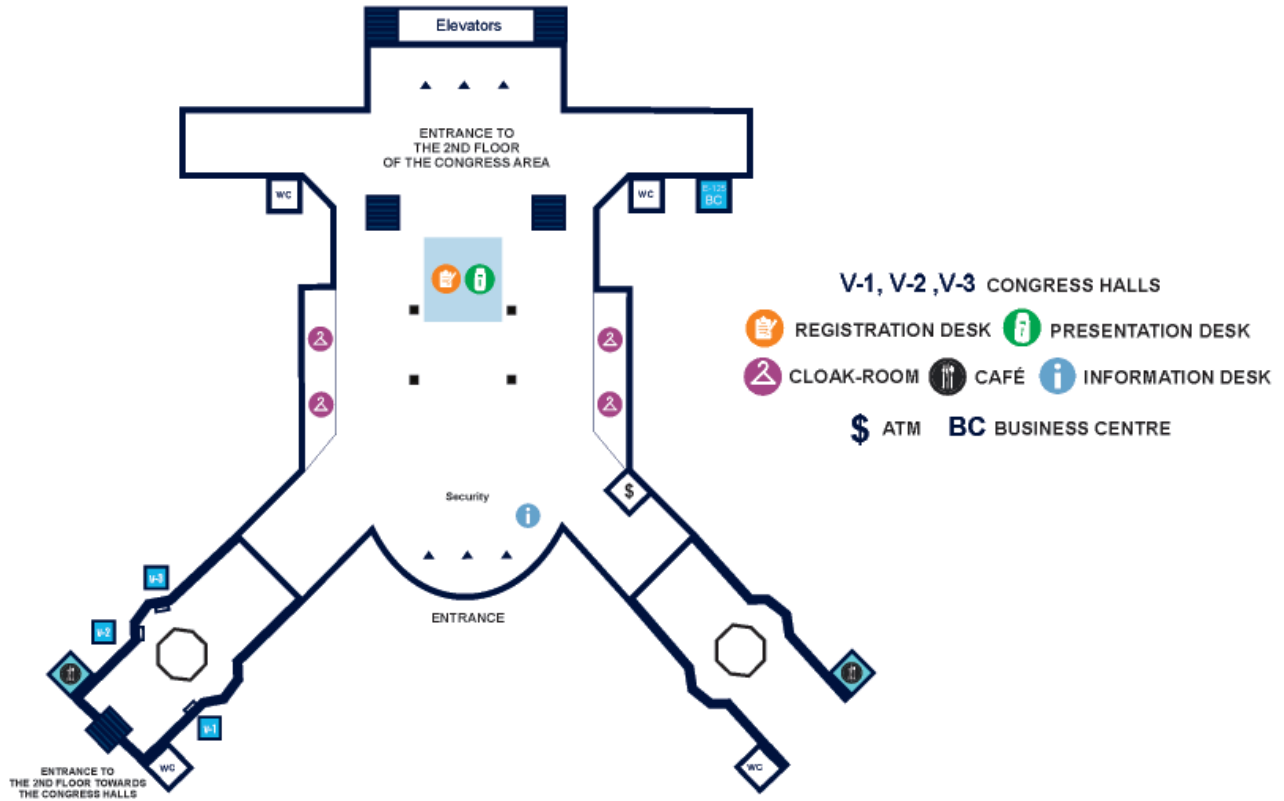 Elevators
ENTRANCE TO
THE 2ND FLOOR
OF THE CONGRESS AREA
WC
WC
E-125
BC
V-1, V-2 ,V-3 CONGRESS HALLS
REGISTRATION DESK
PRESENTATION DESK
CLOAK-ROOM
CAFÉ
i
INFORMATION DESK
$ ATM
BC BUSINESS CENTRE
$
Security
i
ENTRANCE
V-3
V-2
V-1
WC
WC
ENTRANCE TO
THE 2ND FLOOR TOWARDS
THE CONGRESS HALLS